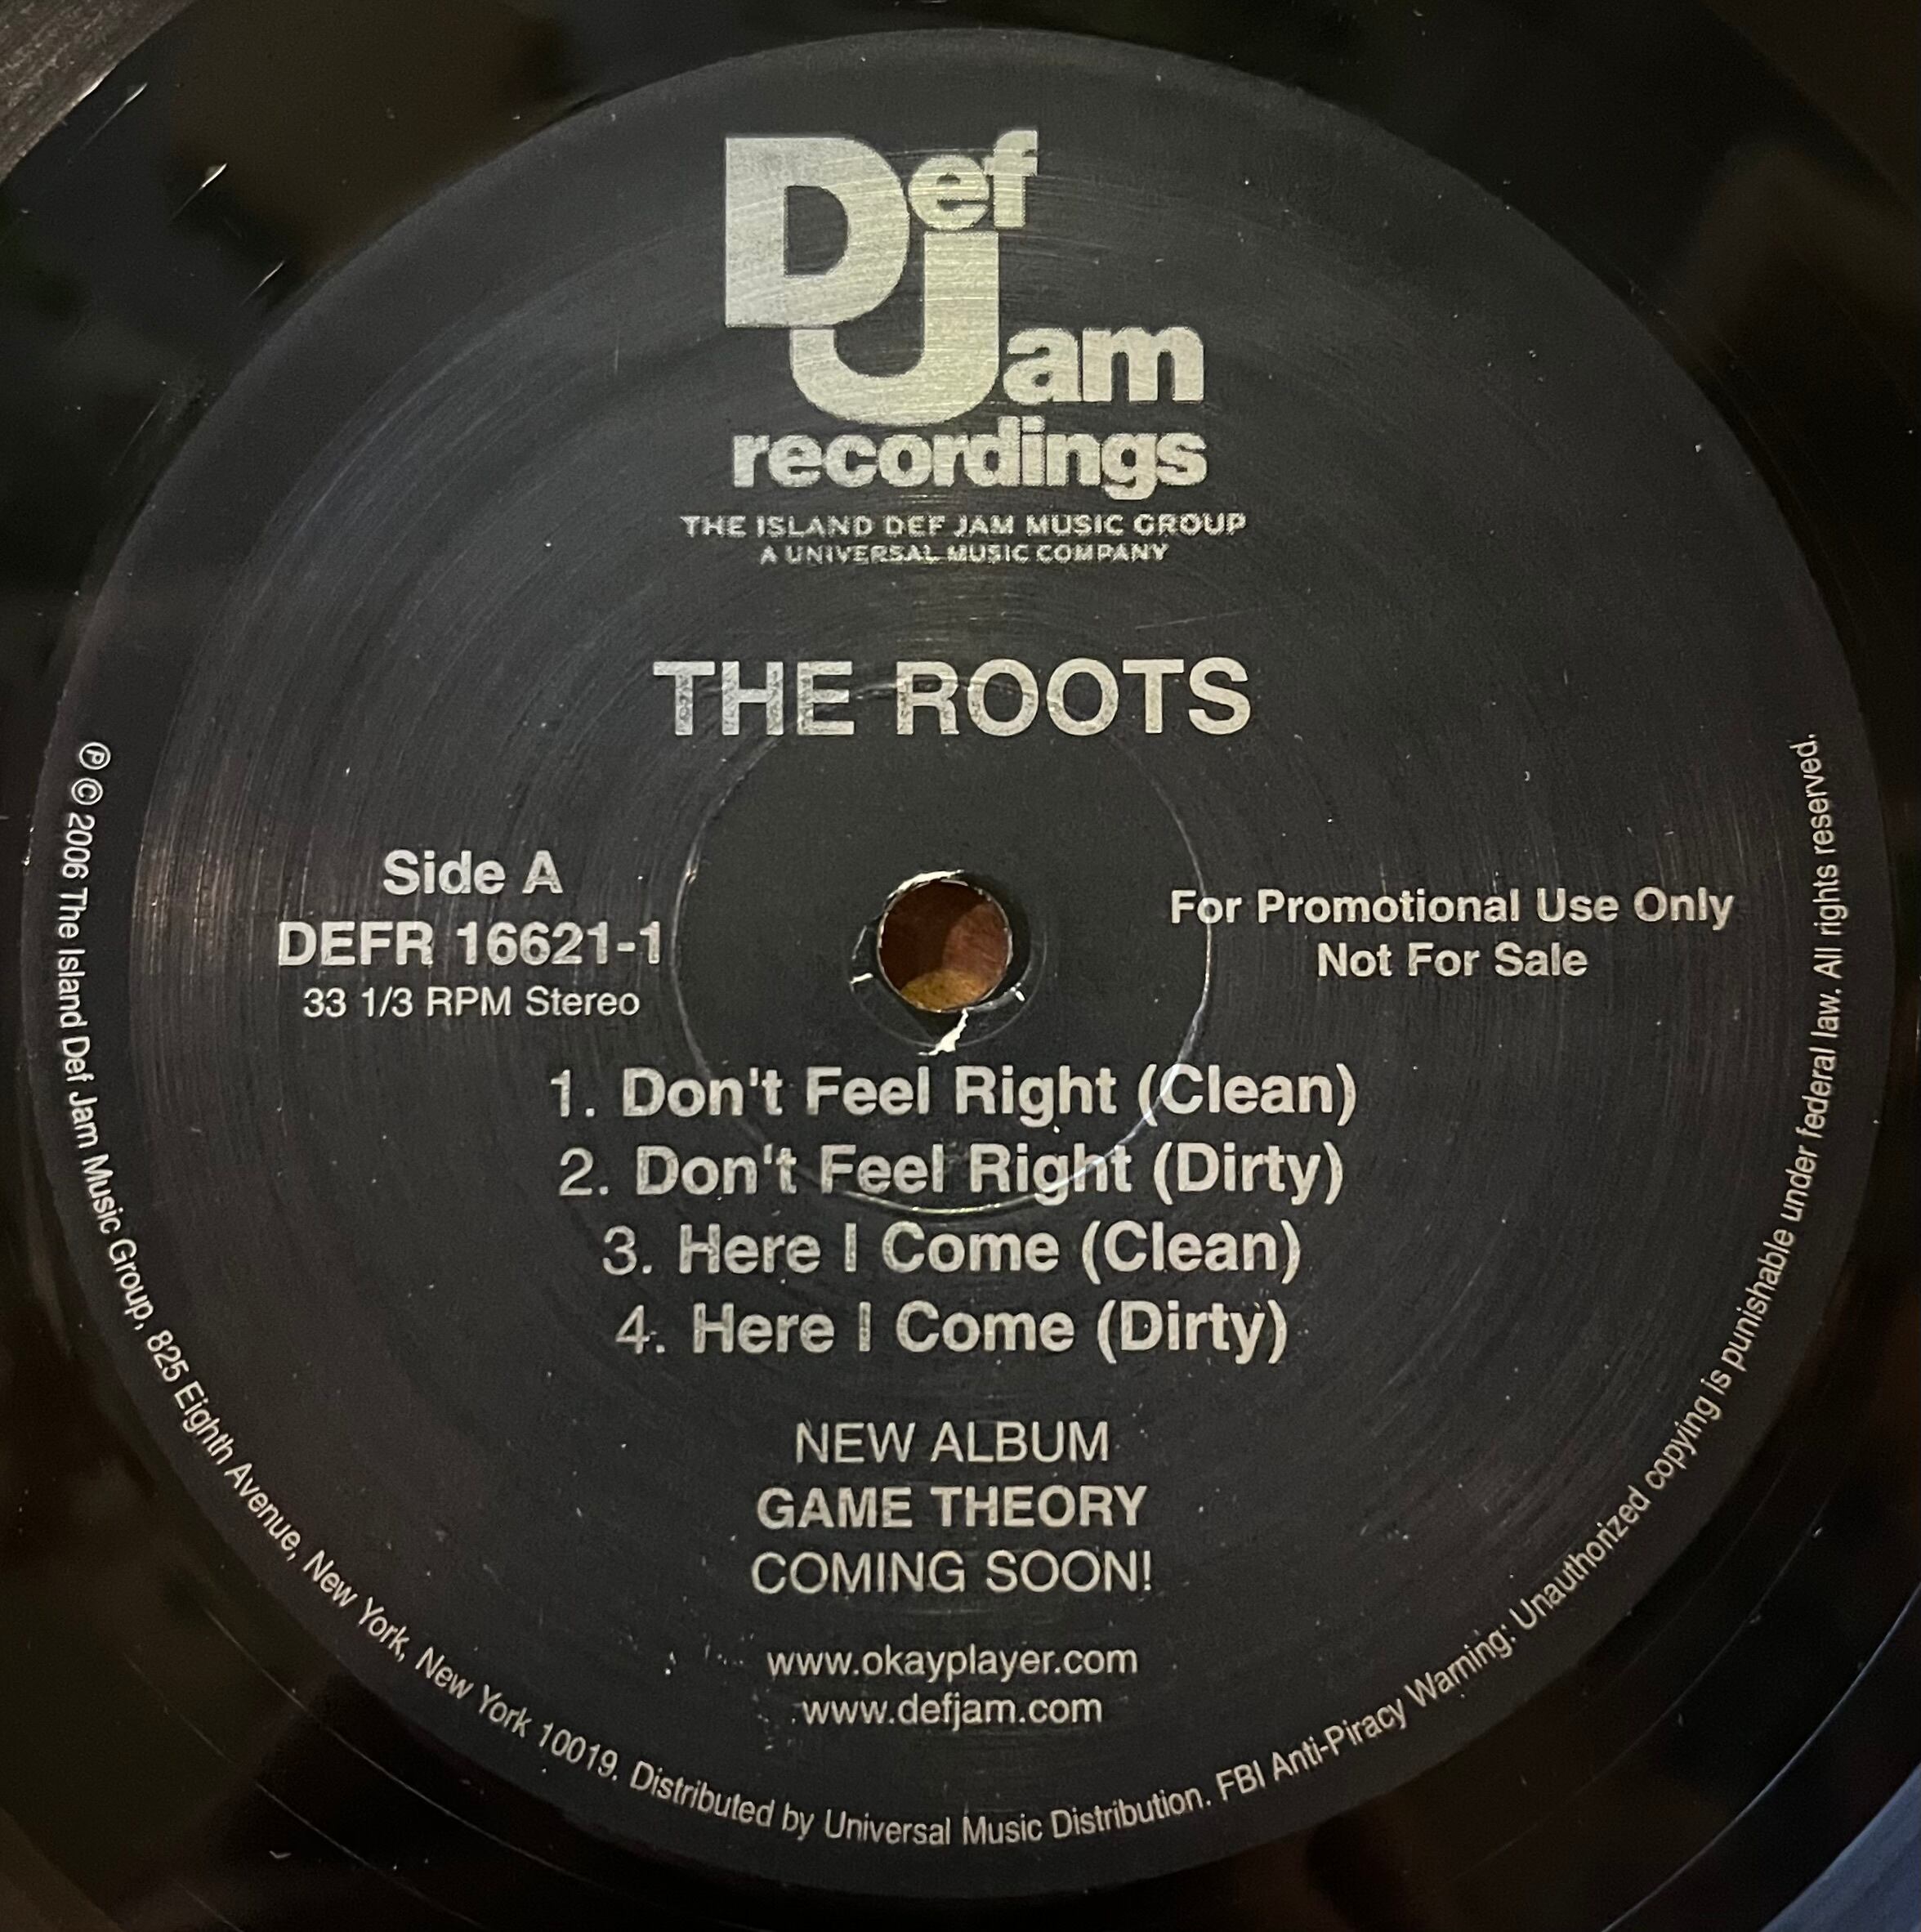 Def
Jam
recordings
THE ISLAND DEF JAM MUSIC GROUP
A UNIVERSAL MUSIC COMPANY
THE ROOTS
Side A
DEFR 16621-1
33 1/3 RPM Stereo
For Promotional Use Only
Not For Sale
1. Don't Feel Right (Clean)
2. Don't Feel Right (Dirty)
3. Here I Come (Clean)
4. Here I Come (Dirty)
NEW ALBUM
GAME THEORY
COMING SOON!
www.okayplayer.com
www.defjam.com
℗ © 2006 The Island Def Jam Music Group, 825 Eighth Avenue, New York, New York 10019. Distributed by Universal Music Distribution. FBI Anti-Piracy Warning: Unauthorized copying is punishable under federal law. All rights reserved.